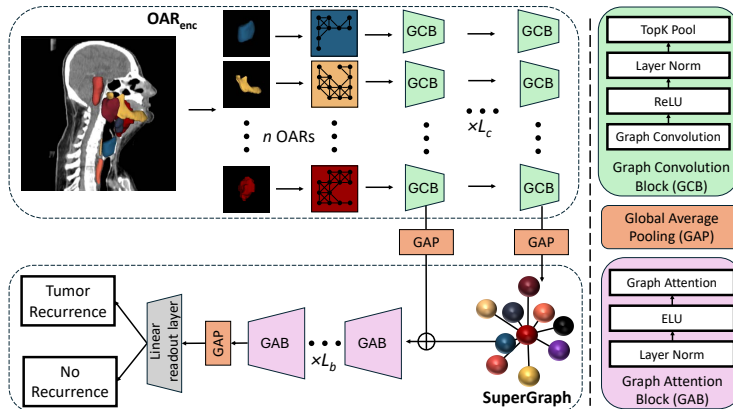 OARenc
GCB
GCB
GCB
GCB
n OARs
×Lc
GCB
GCB
GAP
GAP
Tumor
Recurrence
No
Recurrence
Linear
readout layer
GAP
GAB
×Lb
GAB
SuperGraph
TopK Pool
Layer Norm
ReLU
Graph Convolution
Graph Convolution
Block (GCB)
Global Average
Pooling (GAP)
Graph Attention
ELU
Layer Norm
Graph Attention
Block (GAB)